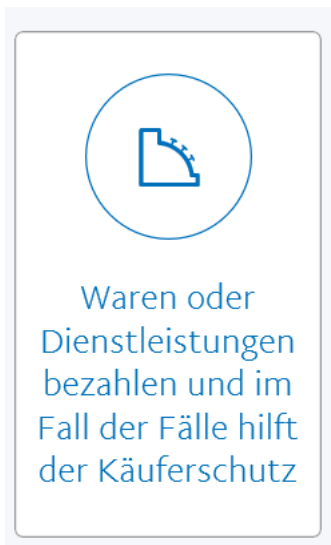 Waren oder
Dienstleistungen
bezahlen und im
Fall der Fälle hilft
der Käuferschutz